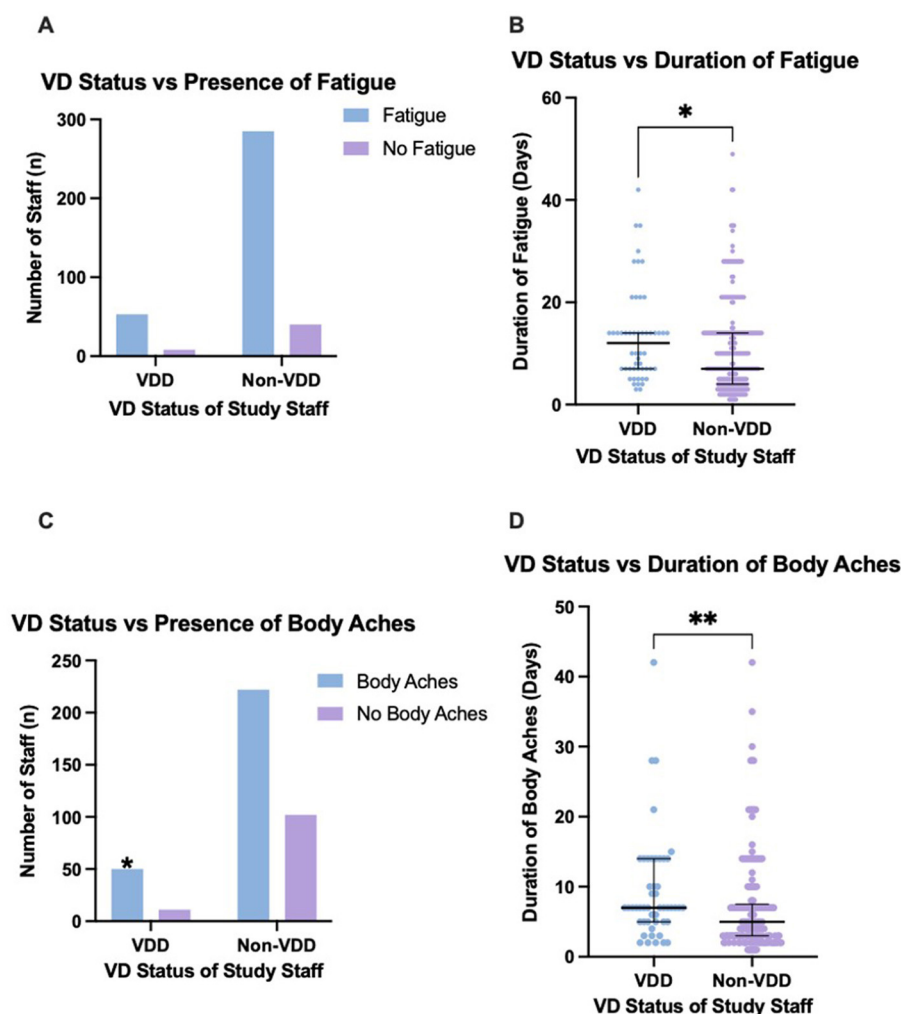 A
VD Status vs Presence of Fatigue
Fatigue
No Fatigue
Number of Staff (n)
300
200
100
0
VDD
Non-VDD
VD Status of Study Staff
B
VD Status vs Duration of Fatigue
Duration of Fatigue (Days)
60
40
20
0
*
VDD
Non-VDD
VD Status of Study Staff
C
VD Status vs Presence of Body Aches
Body Aches
No Body Aches
Number of Staff (n)
250
200
150
100
50
0
*
VDD
Non-VDD
VD Status of Study Staff
D
VD Status vs Duration of Body Aches
Duration of Body Aches (Days)
50
40
30
20
10
0
**
VDD
Non-VDD
VD Status of Study Staff